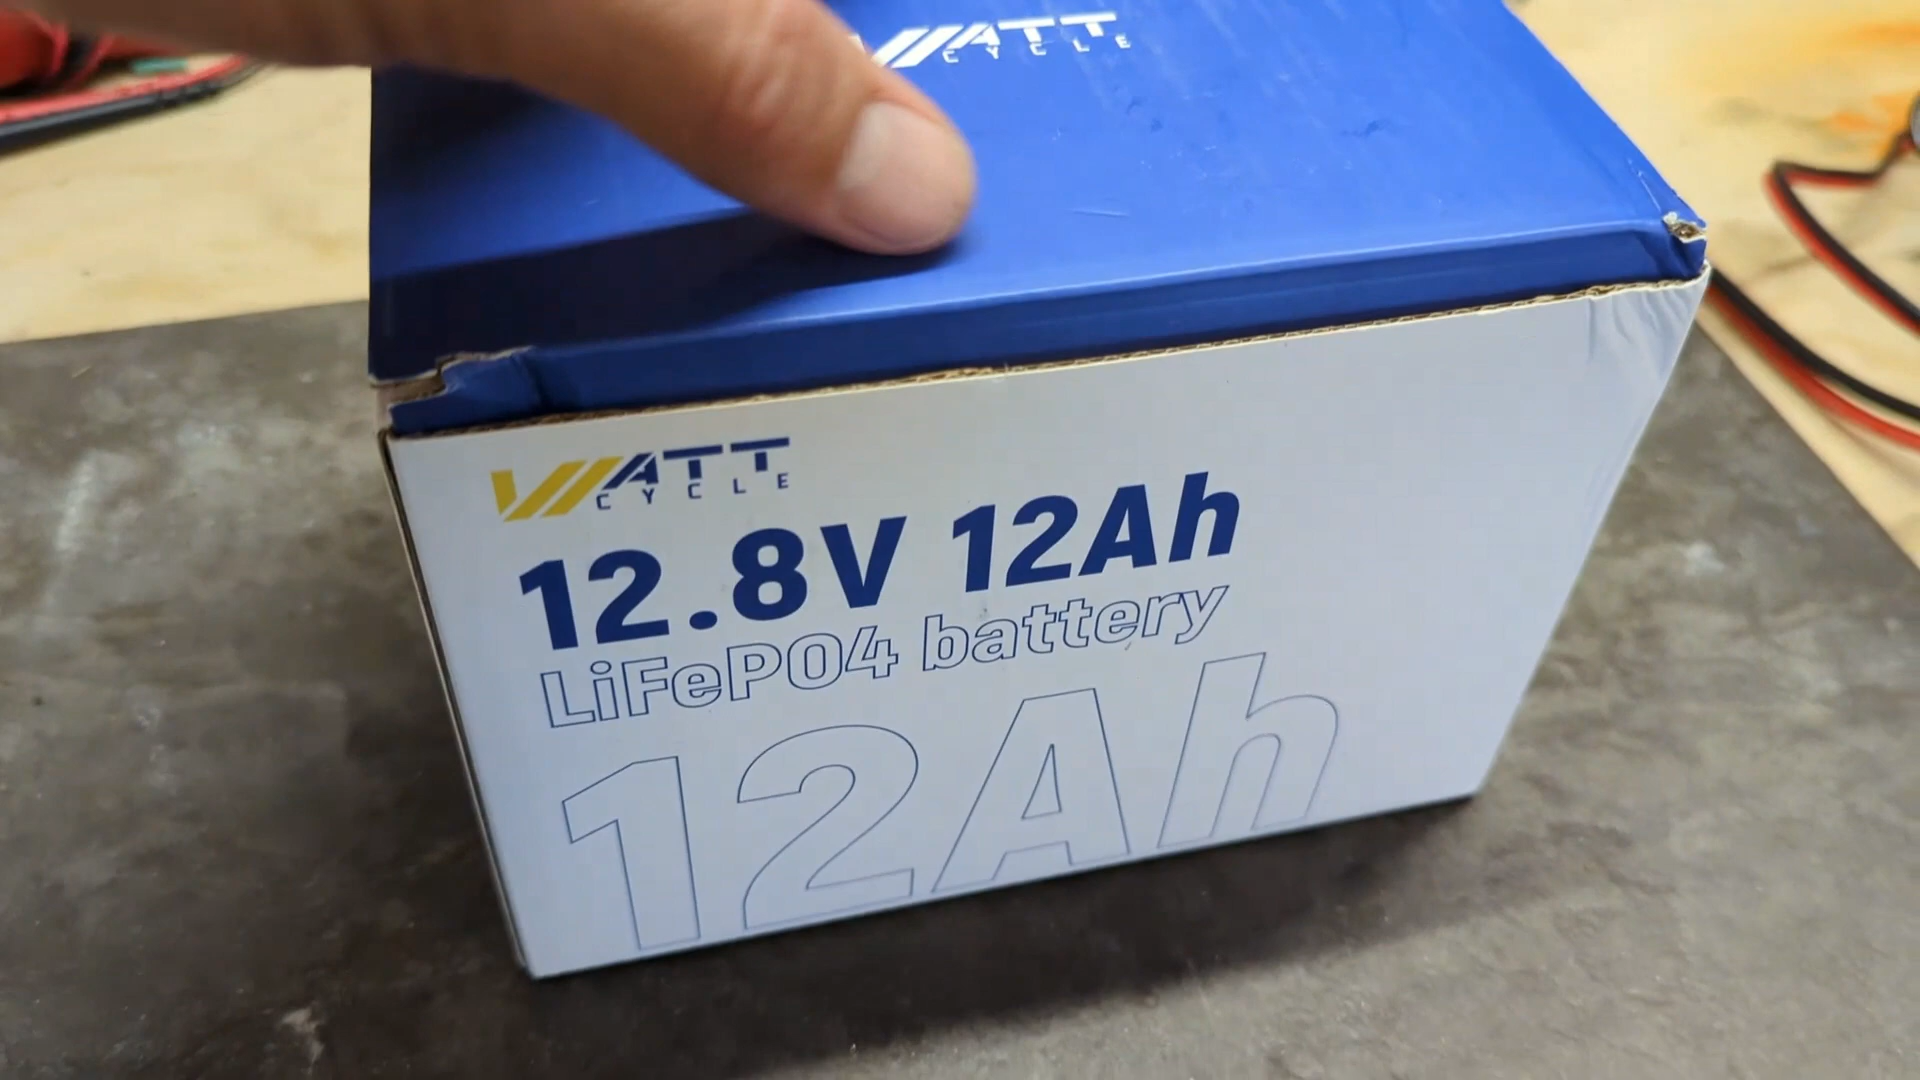 WATT
CYCLE
WATT
CYCLE
12.8V 12Ah
LiFePO4 battery
12Ah